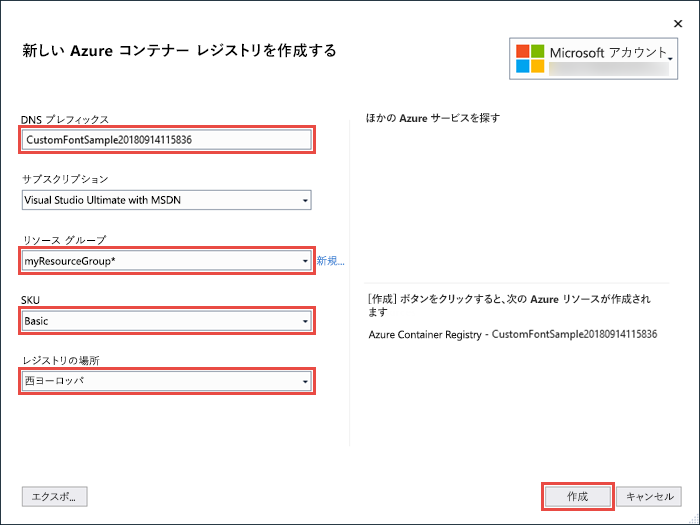 新しい Azure コンテナー レジストリを作成する
Microsoft アカウント
DNS プレフィックス
CustomFontSample20180914115836
サブスクリプション
Visual Studio Ultimate with MSDN
リソース グループ
myResourceGroup*
新規...
SKU
Basic
レジストリの場所
西ヨーロッパ
ほかの Azure サービスを探す
[作成] ボタンをクリックすると、次の Azure リソースが作成され
ます
Azure Container Registry - CustomFontSample20180914115836
エクスポ...
作成
キャンセル